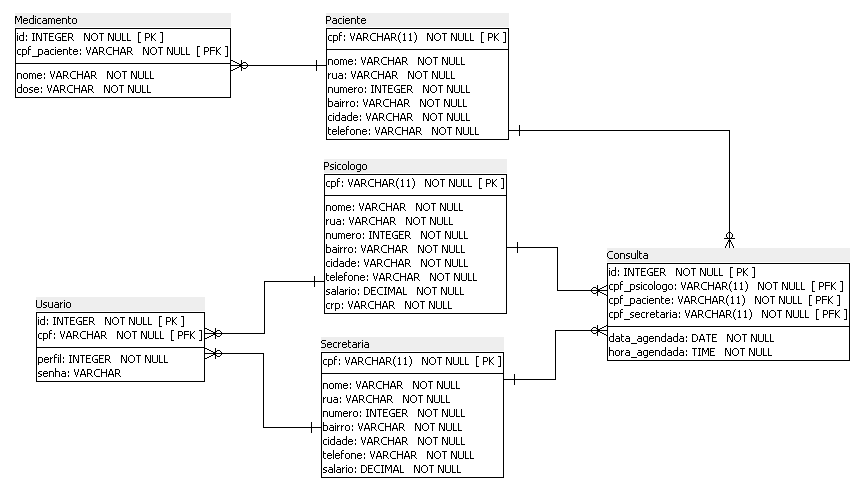 Medicamento
id: INTEGER NOT NULL [ PK ]
cpf_paciente: VARCHAR NOT NULL [ PFK ]
nome: VARCHAR NOT NULL
dose: VARCHAR NOT NULL
Paciente
cpf: VARCHAR(11) NOT NULL [ PK ]
nome: VARCHAR NOT NULL
rua: VARCHAR NOT NULL
numero: INTEGER NOT NULL
bairro: VARCHAR NOT NULL
cidade: VARCHAR NOT NULL
telefone: VARCHAR NOT NULL
Psicologo
cpf: VARCHAR(11) NOT NULL [ PK ]
nome: VARCHAR NOT NULL
rua: VARCHAR NOT NULL
numero: INTEGER NOT NULL
bairro: VARCHAR NOT NULL
cidade: VARCHAR NOT NULL
telefone: VARCHAR NOT NULL
salario: DECIMAL NOT NULL
crp: VARCHAR NOT NULL
Consulta
id: INTEGER NOT NULL [ PK ]
cpf_psicologo: VARCHAR(11) NOT NULL [ PFK ]
cpf_paciente: VARCHAR(11) NOT NULL [ PFK ]
cpf_secretaria: VARCHAR(11) NOT NULL [ PFK ]
data_agendada: DATE NOT NULL
hora_agendada: TIME NOT NULL
Usuario
id: INTEGER NOT NULL [ PK ]
cpf: VARCHAR NOT NULL [ PFK ]
perfil: INTEGER NOT NULL
senha: VARCHAR
Secretaria
cpf: VARCHAR(11) NOT NULL [ PK ]
nome: VARCHAR NOT NULL
rua: VARCHAR NOT NULL
numero: INTEGER NOT NULL
bairro: VARCHAR NOT NULL
cidade: VARCHAR NOT NULL
telefone: VARCHAR NOT NULL
salario: DECIMAL NOT NULL